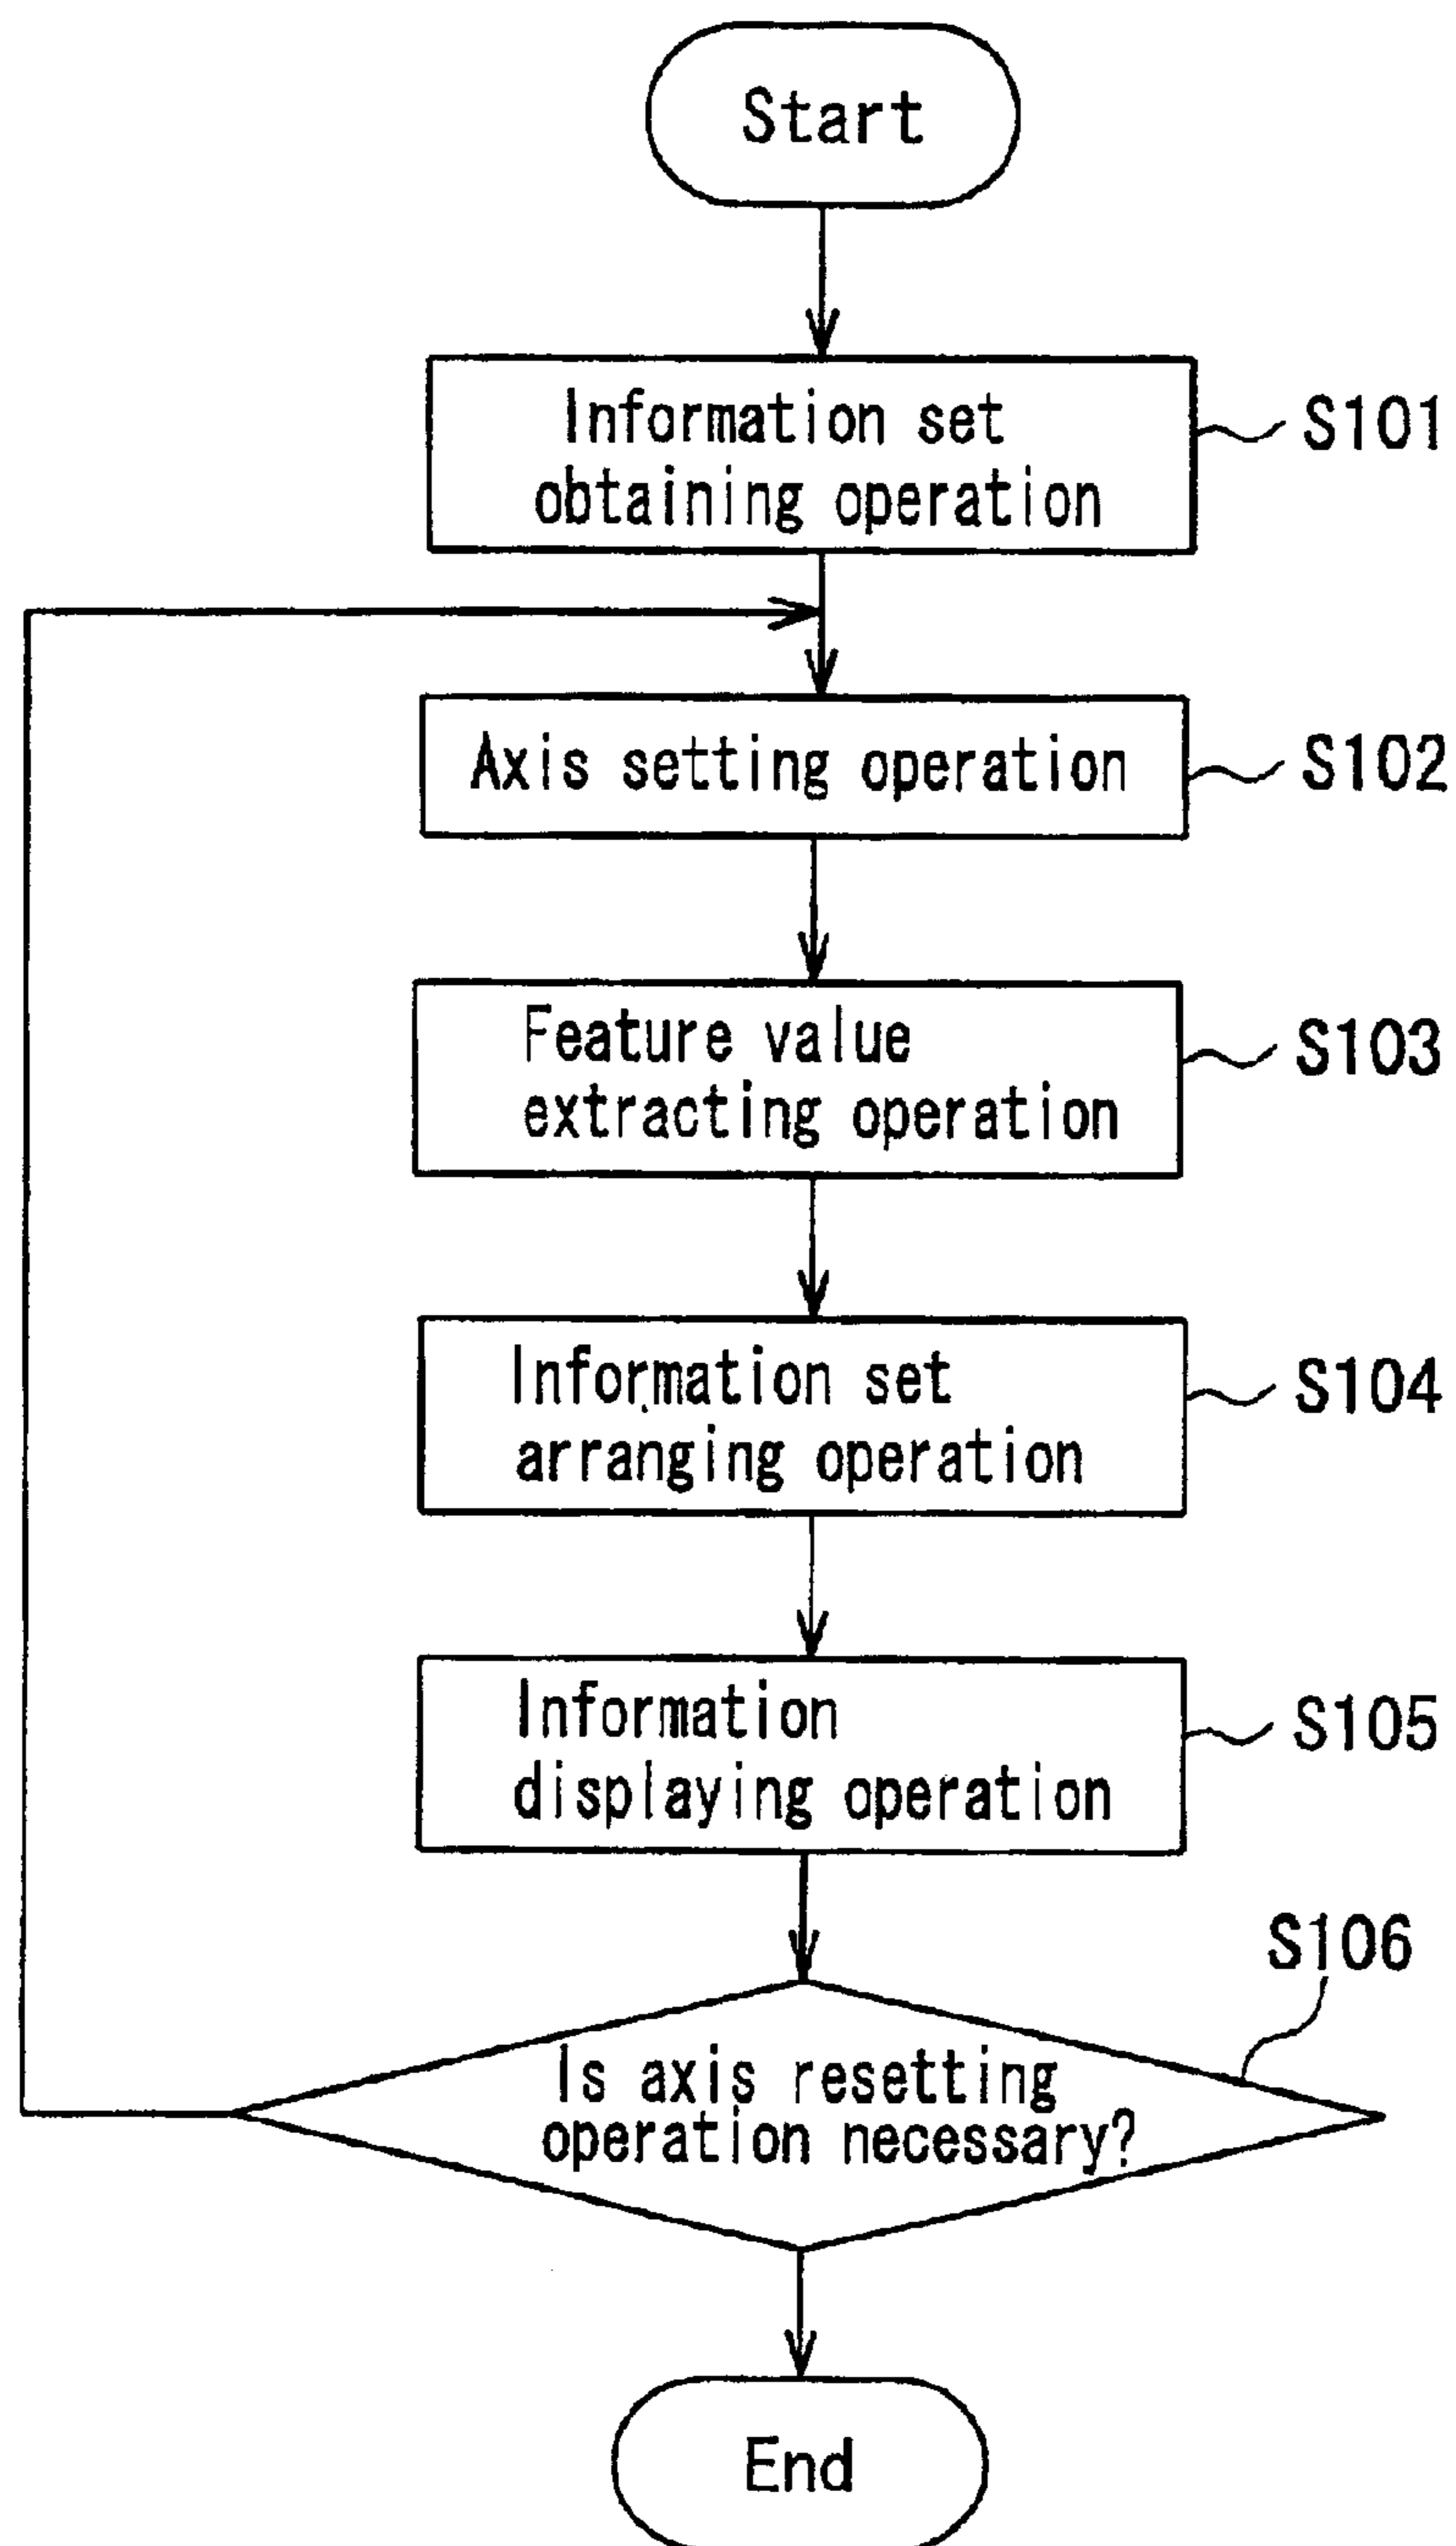 Start
Information set
obtaining operation
S101
Axis setting operation
S102
Feature value
extracting operation
S103
Information set
arranging operation
S104
Information
displaying operation
S105
S106
Is axis resetting
operation necessary?
End